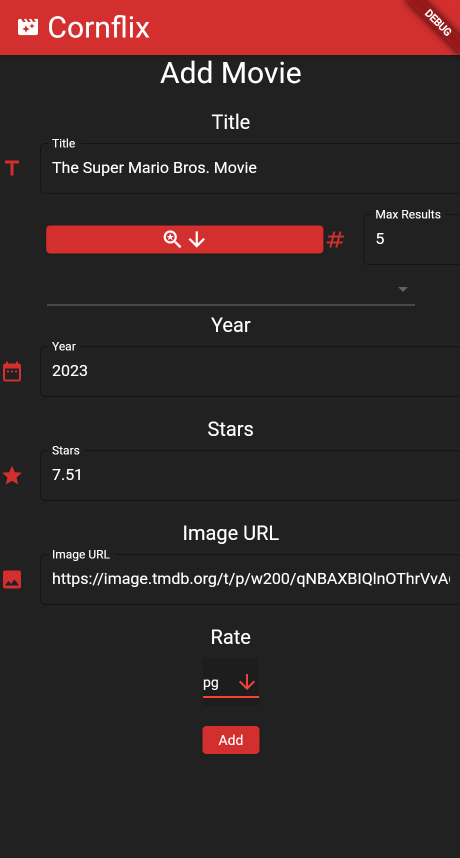 Cornflix
DEBUG
Add Movie
Title
Title
The Super Mario Bros. Movie
Max Results
5
Year
Year
2023
Stars
Stars
7.51
Image URL
Image URL
https://image.tmdb.org/t/p/w200/qNBAXBIQlnOThrVvA
Rate
pg
Add